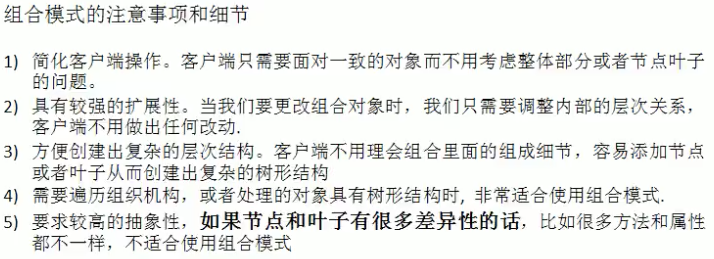 组合模式的注意事项和细节
1) 简化客户端操作。客户端只需要面对一致的对象而不用考虑整体部分或者节点叶子
的问题。
2) 具有较强的扩展性。当我们要更改组合对象时，我们只需要调整内部的层次关系，
客户端不用做出任何改动.
3) 方便创建出复杂的层次结构。客户端不用理会组合里面的组成细节，容易添加节点
或者叶子从而创建出复杂的树形结构
4) 需要遍历组织机构，或者处理的对象具有树形结构时, 非常适合使用组合模式.
5) 要求较高的抽象性，如果节点和叶子有很多差异性的话，比如很多方法和属性
都不一样，不适合使用组合模式